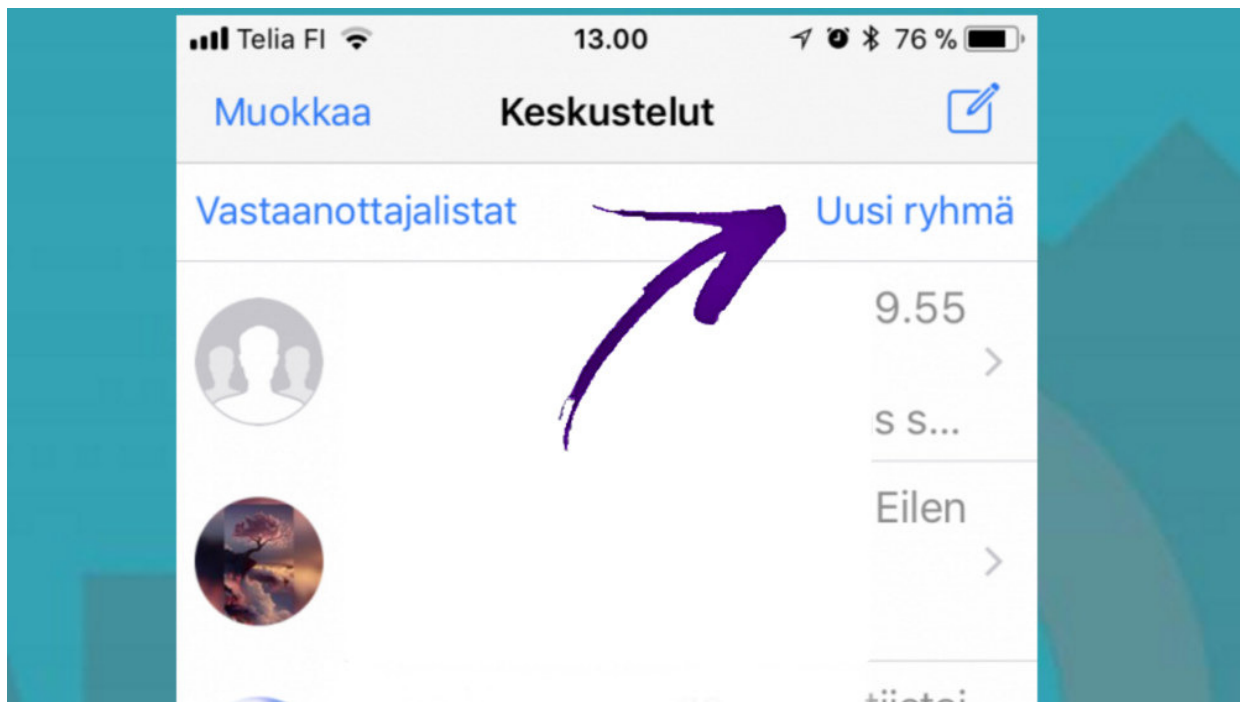 Telia FI 13.00 76 %
Muokkaa Keskustelut
Vastaanottajalistat Uusi ryhmä
9.55
s s...
Eilen